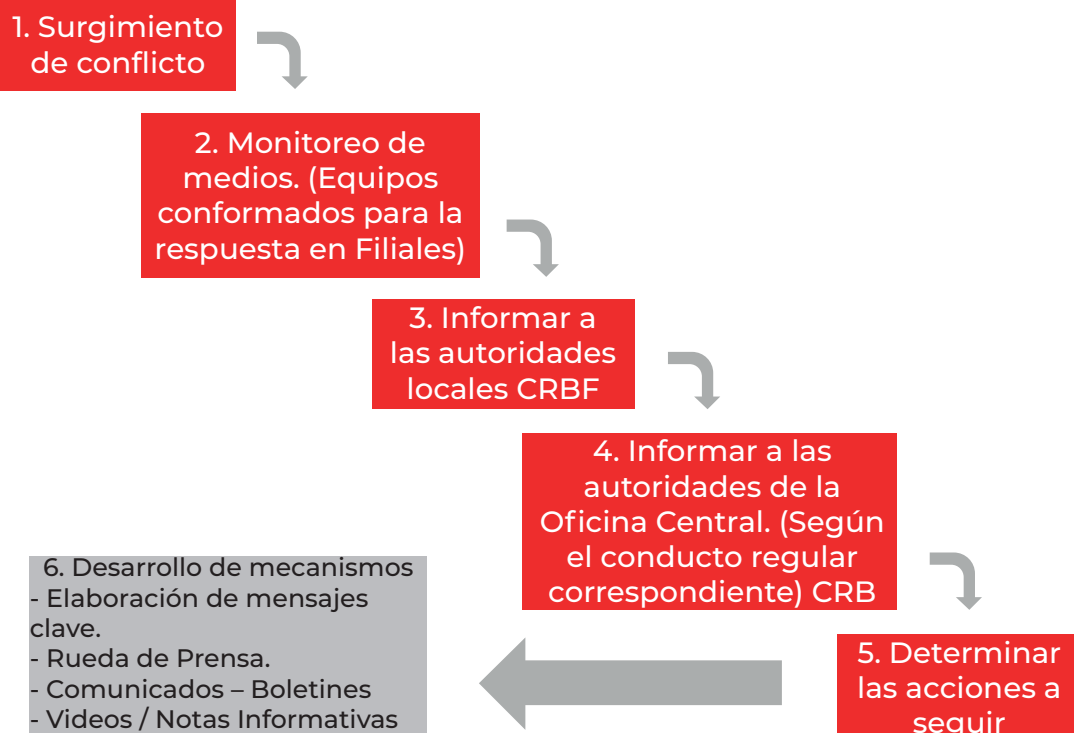 1. Surgimiento
de conflicto
2. Monitoreo de
medios. (Equipos
conformados para la
respuesta en Filiales)
3. Informar a
las autoridades
locales CRBF
4. Informar a las
autoridades de la
Oficina Central. (Según
el conducto regular
correspondiente) CRB
5. Determinar
las acciones a
seguir
6. Desarrollo de mecanismos
- Elaboración de mensajes
clave.
- Rueda de Prensa.
- Comunicados – Boletines
- Videos / Notas Informativas